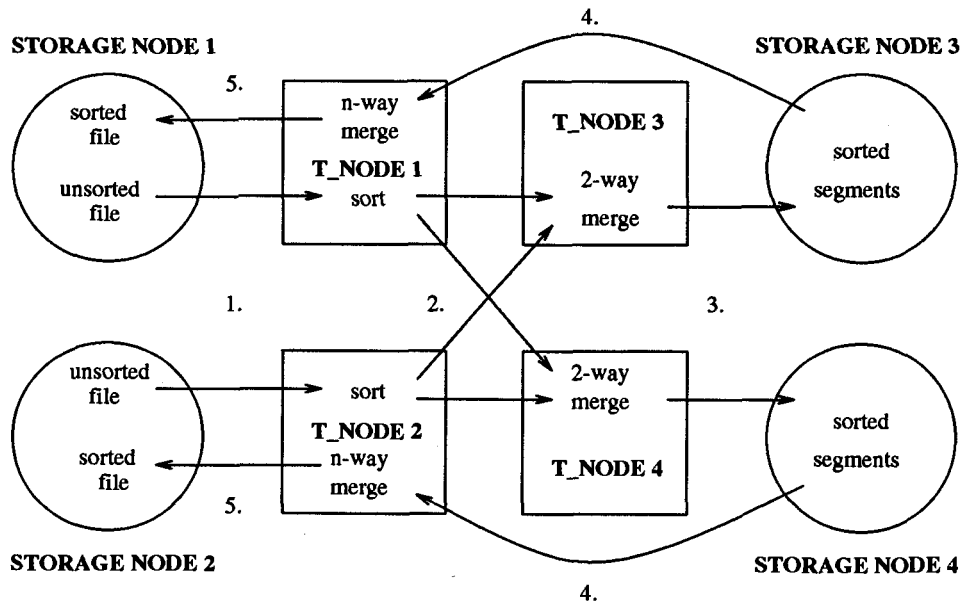 4.
STORAGE NODE 1
STORAGE NODE 3
5.
sorted
file
n-way
merge
T_NODE 3
T_NODE 1
unsorted
file
sort
2-way
merge
sorted
segments
1.
2.
3.
unsorted
file
sort
2-way
merge
T_NODE 2
sorted
file
n-way
merge
T_NODE 4
sorted
segments
5.
STORAGE NODE 2
STORAGE NODE 4
4.